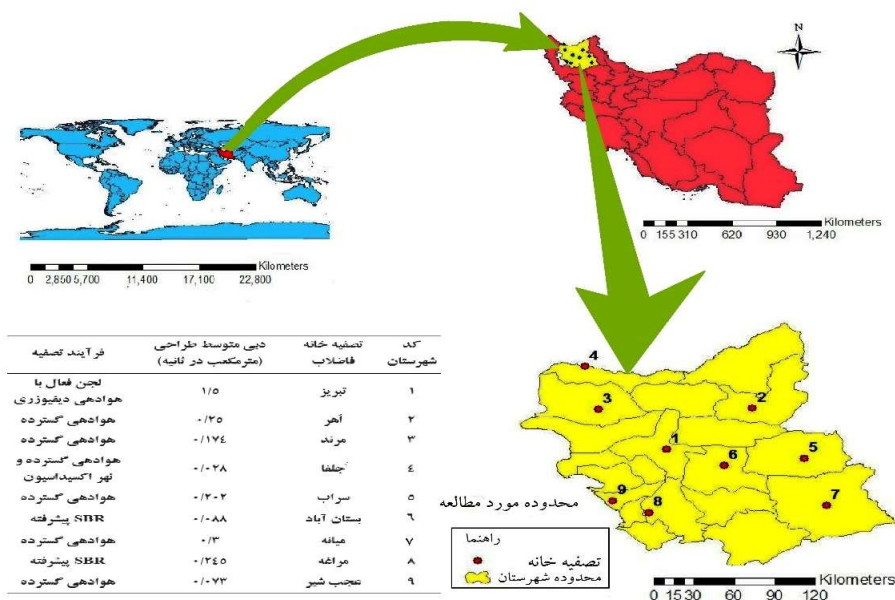 N
Kilometers
0 155 310 620 930 1,240
Kilometers
0 2,850 5,700 11,400 17,100 22,800
کد شهرستان
تصفیه خانه فاضلاب
دبی متوسط طراحی (مترمکعب در ثانیه)
فرآیند تصفیه
۱ تبریز ۱/۵ لجن فعال با
هوادهی دیفیوزری
۲ اهر ۰/۲۵ هوادهی گسترده
۳ مرند ۰/۱۷٤ هوادهی گسترده
٤ جلفا ۰/۰۲۸ هوادهی گسترده و
نهر اکسیداسیون
۵ سراب ۰/۲۰۲ هوادهی گسترده
٦ بستان آباد ۰/۰۸۸ SBR پیشرفته
۷ میانه ۰/۳ هوادهی گسترده
۸ مراغه ۰/۲٤۵ SBR پیشرفته
۹ عجب شیر ۰/۰۷۳ هوادهی گسترده
4
3
2
1
6
5
9
8
7
محدوده مورد مطالعه
راهنما
تصفیه خانه
محدوده شهرستان
Kilometers
0 15 30 60 90 120